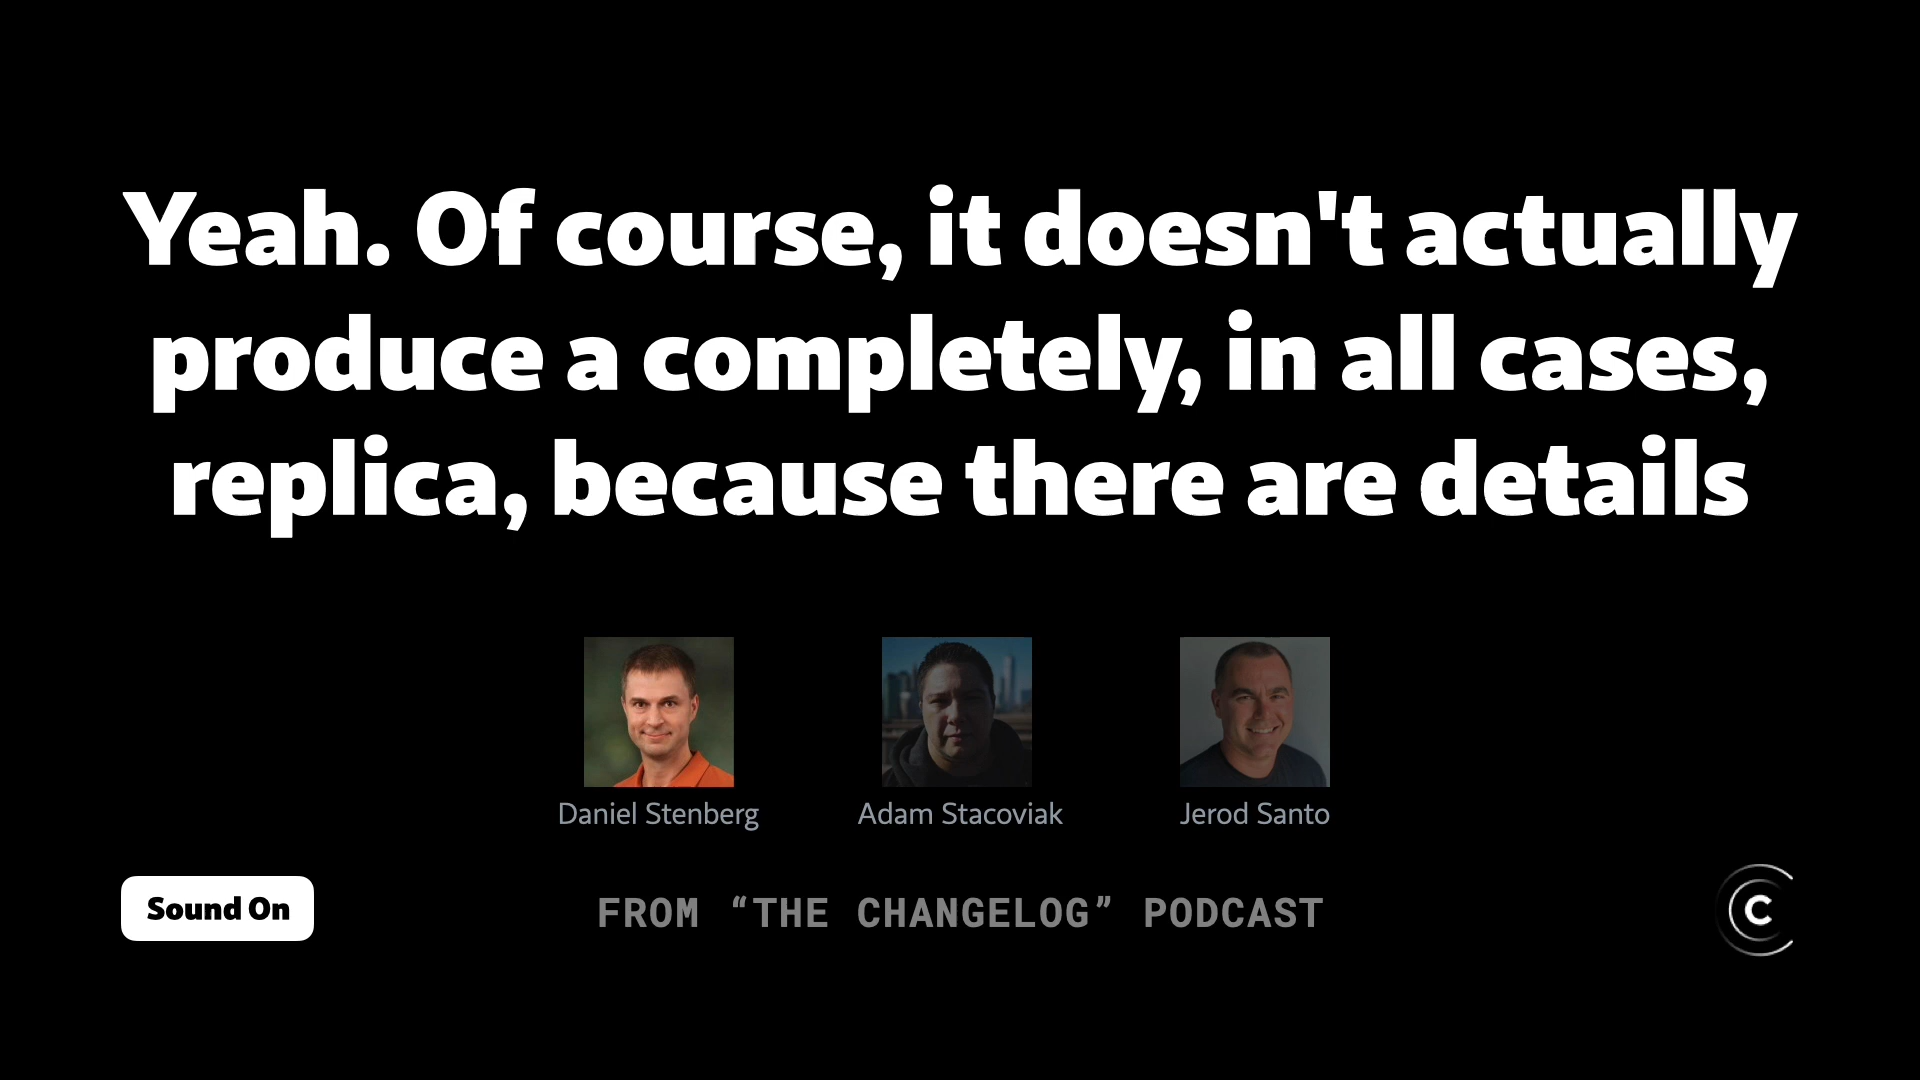 Yeah. Of course, it doesn't actually
produce a completely, in all cases,
replica, because there are details
Daniel Stenberg
Adam Stacoviak
Jerod Santo
Sound On
FROM “THE CHANGELOG” PODCAST
C